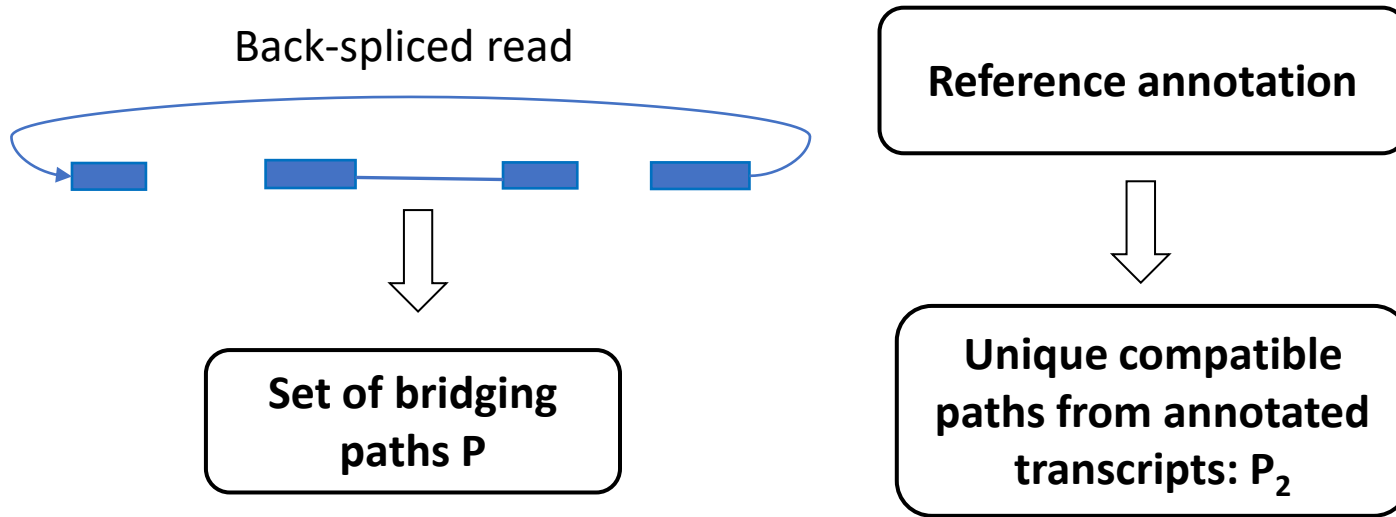 Back-spliced read
Reference annotation
Set of bridging
paths P
Unique compatible
paths from annotated
transcripts: P₂